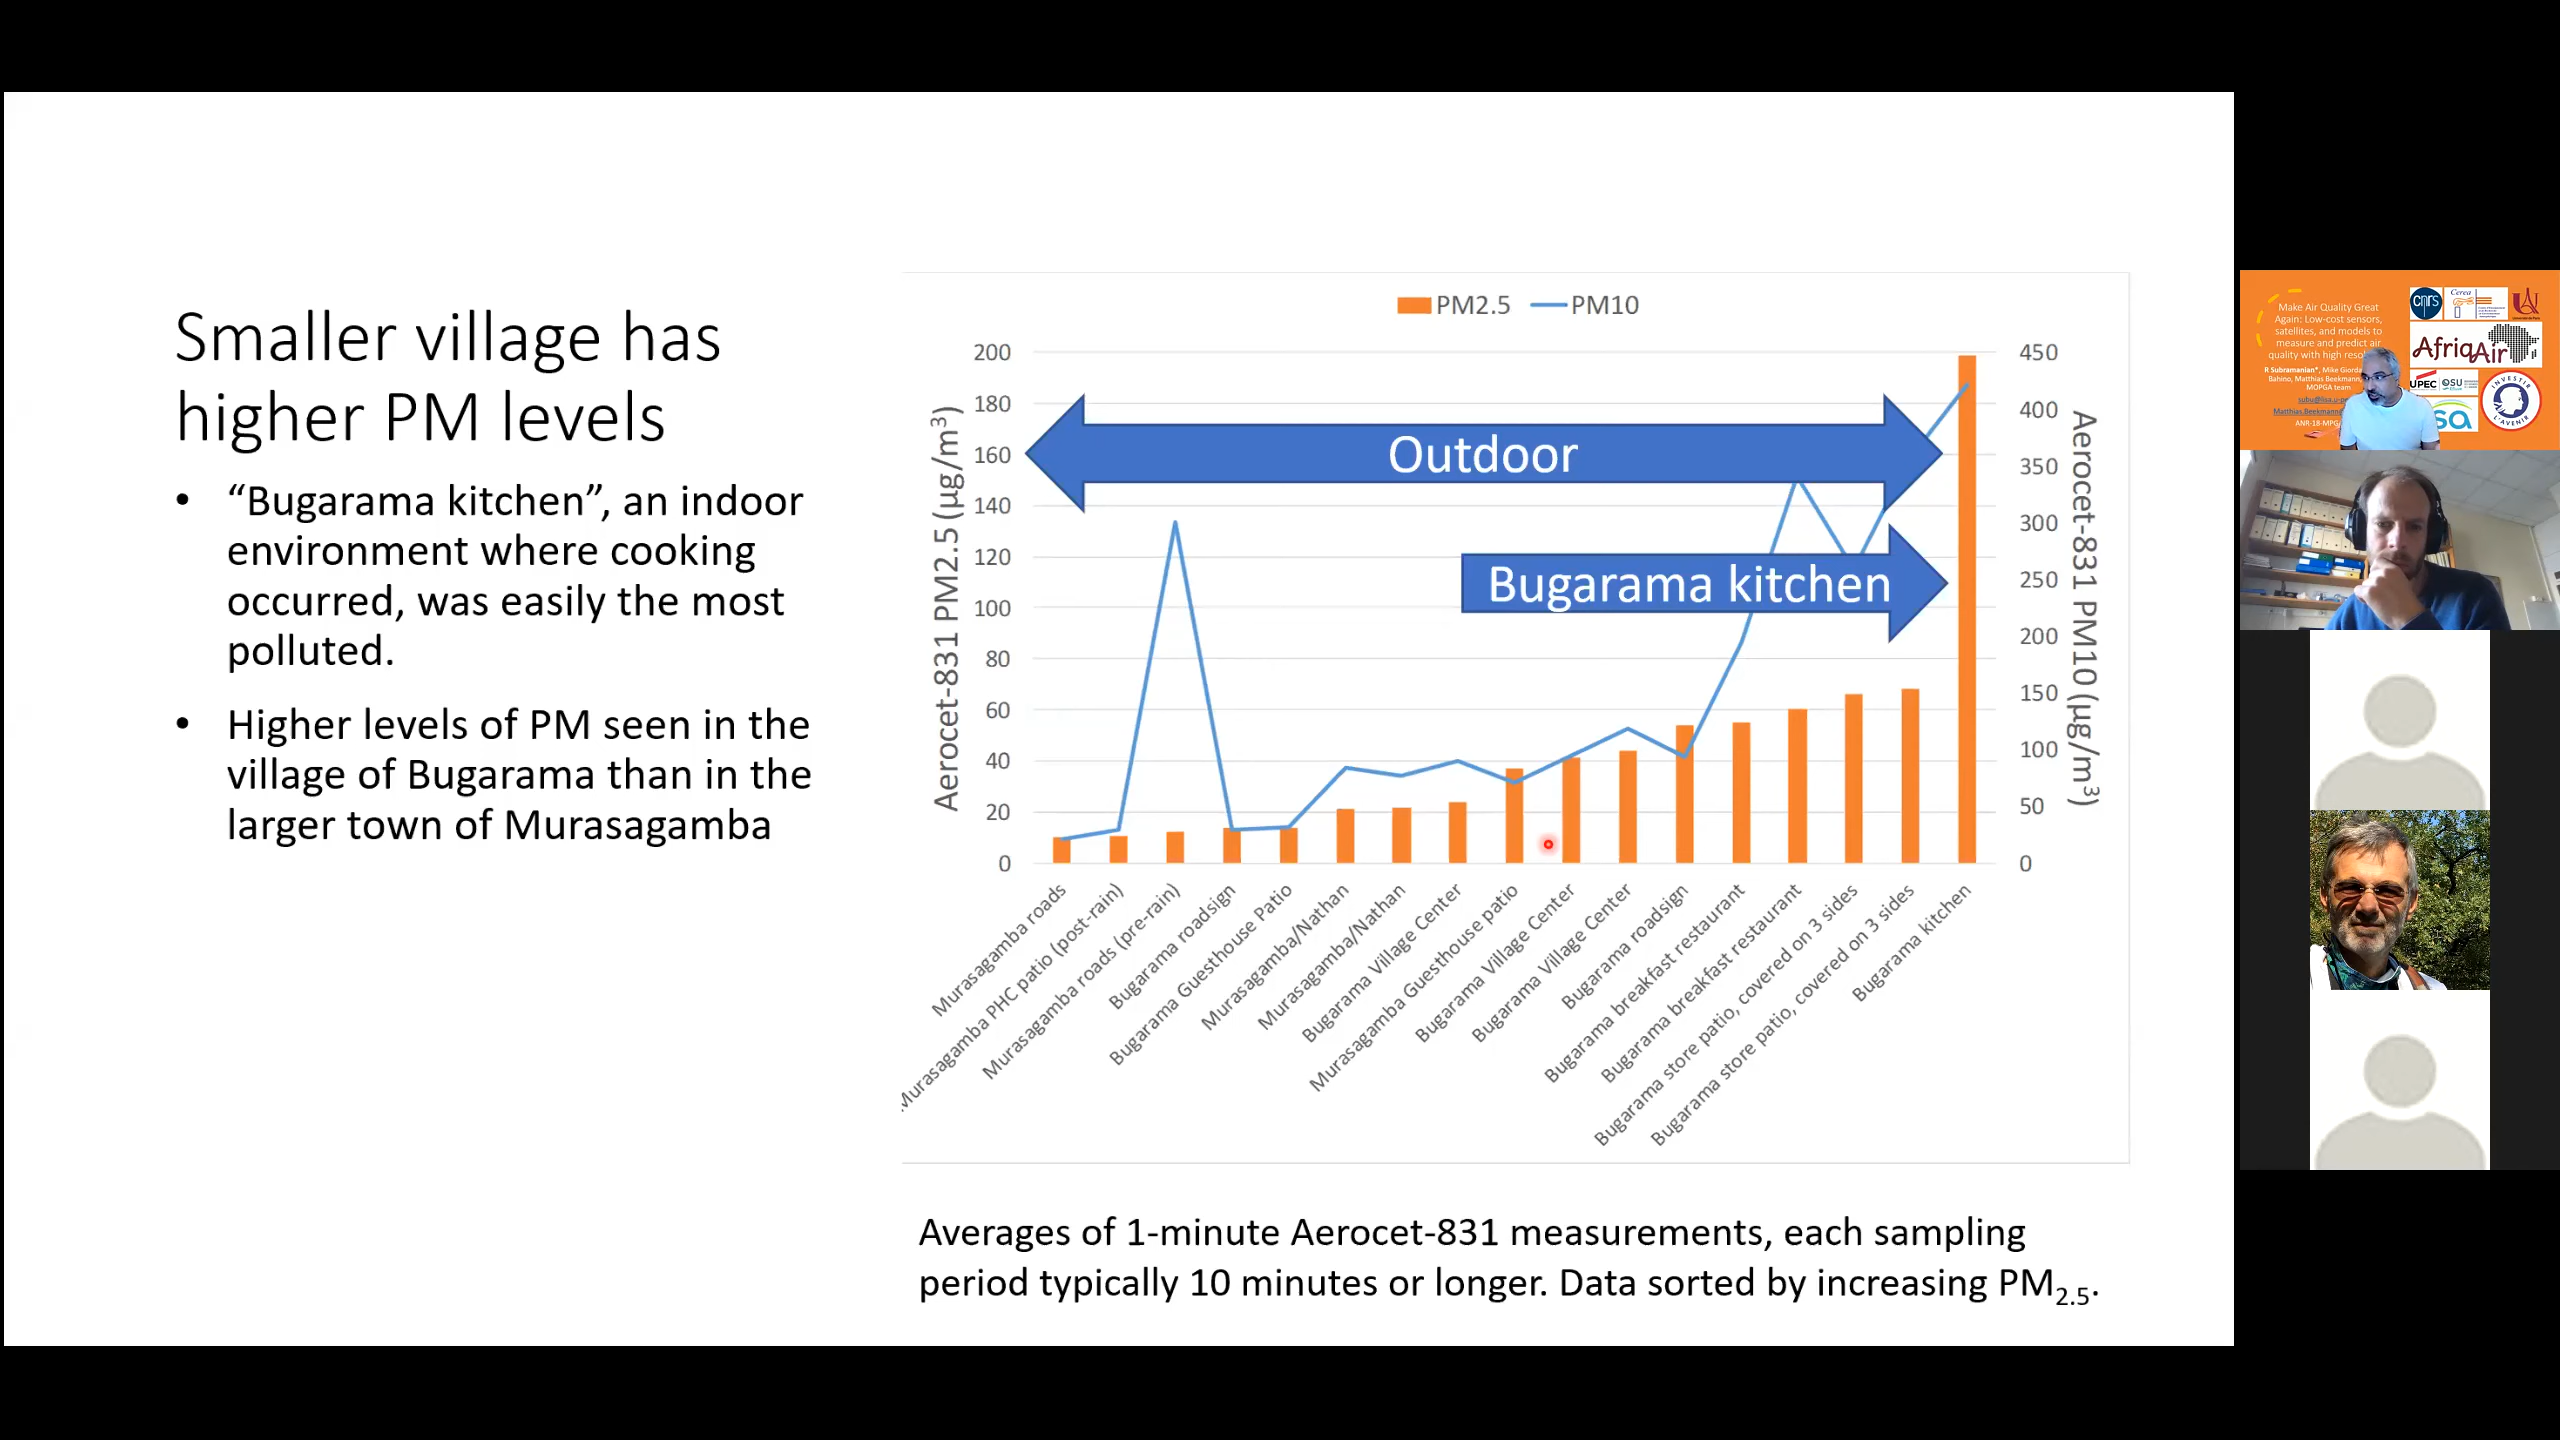 Smaller village has
higher PM levels
• “Bugarama kitchen”, an indoor
environment where cooking
occurred, was easily the most
polluted.
• Higher levels of PM seen in the
village of Bugarama than in the
larger town of Murasagamba
PM2.5 PM10
Aerocet-831 PM2.5 (µg/m³)
200
180
160
140
120
100
80
60
40
20
0
Outdoor
Bugarama kitchen
450
400
350
300
250
200
150
100
50
0
Aerocet-831 PM10 (µg/m³)
Murasagamba roads
Murasagamba PHC patio (post-rain)
Murasagamba roads (pre-rain)
Bugarama roadsign
Bugarama Guesthouse Patio
Murasagamba/Nathan
Murasagamba/Nathan
Bugarama Village Center
Murasagamba Guesthouse patio
Bugarama Village Center
Bugarama Village Center
Bugarama roadsign
Bugarama breakfast restaurant
Bugarama breakfast restaurant
Bugarama store patio, covered on 3 sides
Bugarama store patio, covered on 3 sides
Bugarama kitchen
Averages of 1-minute Aerocet-831 measurements, each sampling
period typically 10 minutes or longer. Data sorted by increasing PM₂.₅.
Make Air Quality Great
Again: Low-cost sensors,
satellites, and models to
measure and predict air
quality with high
R Subramanian*, Mike
Bahino, Matthias Beekmann,
MOPGA team
cnrs
Cerea
AfriqAir
UPEC OSU
INVESTIR
L'AVENIR